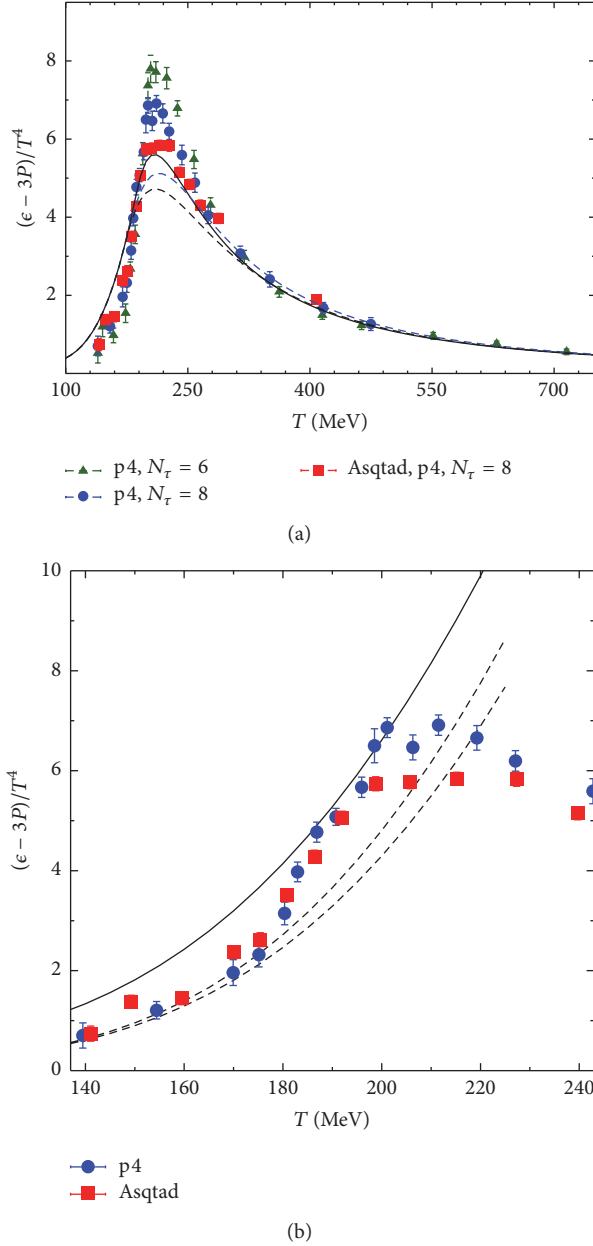 8
6
4
2
(ϵ − 3P)/T⁴
100 250 400 550 700
T (MeV)
p4, Nτ = 6
Asqtad, p4, Nτ = 8
p4, Nτ = 8
(a)
10
8
6
4
2
0
(ϵ − 3P)/T⁴
140 160 180 200 220 240
T (MeV)
p4
Asqtad
(b)